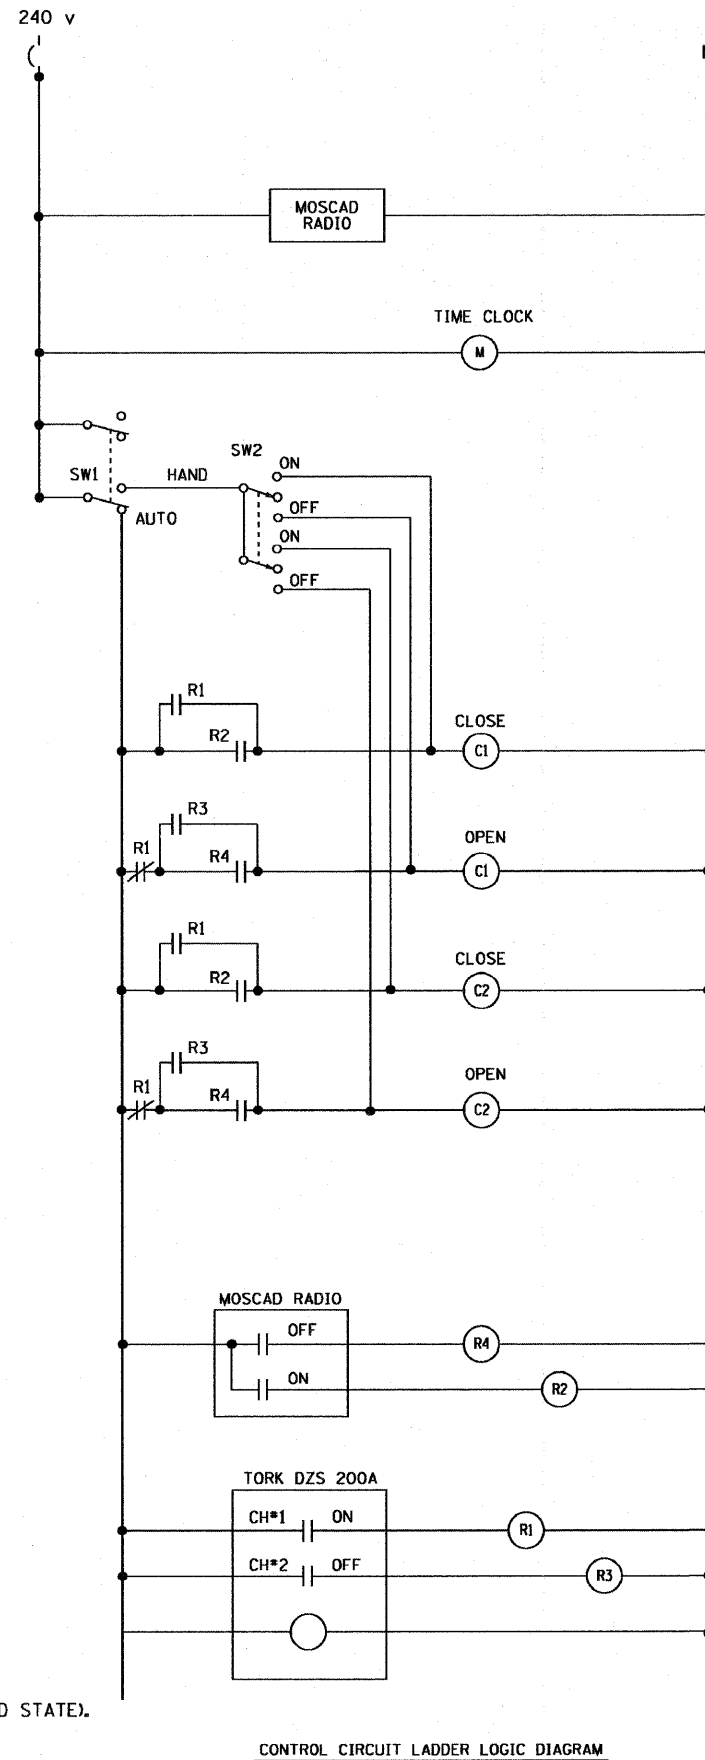 240 v
MOSCAD
RADIO
TIME CLOCK
M
SW2
ON
SW1
HAND
OFF
AUTO
ON
OFF
R1
CLOSE
R2
C1
R3
OPEN
R1
R4
C1
R1
CLOSE
R2
C2
R3
OPEN
R1
R4
C2
MOSCAD RADIO
OFF
R4
ON
R2
TORK DZS 200A
CH#1 ON
R1
CH#2 OFF
R3
D STATE).
CONTROL CIRCUIT LADDER LOGIC DIAGRAM